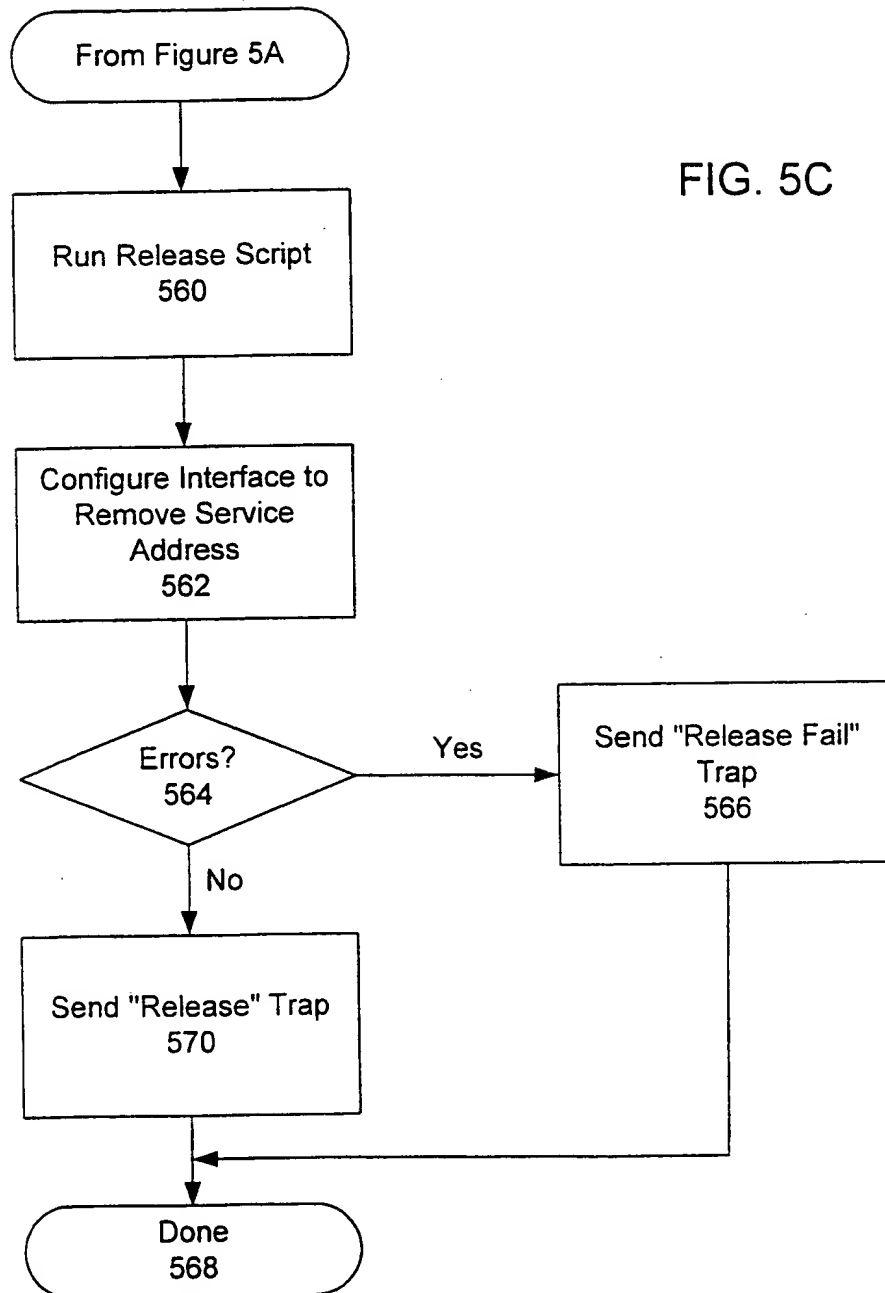 From Figure 5A
FIG. 5C
Run Release Script
560
Configure Interface to
Remove Service
Address
562
Errors?
564
Yes
Send "Release Fail"
Trap
566
No
Send "Release" Trap
570
Done
568